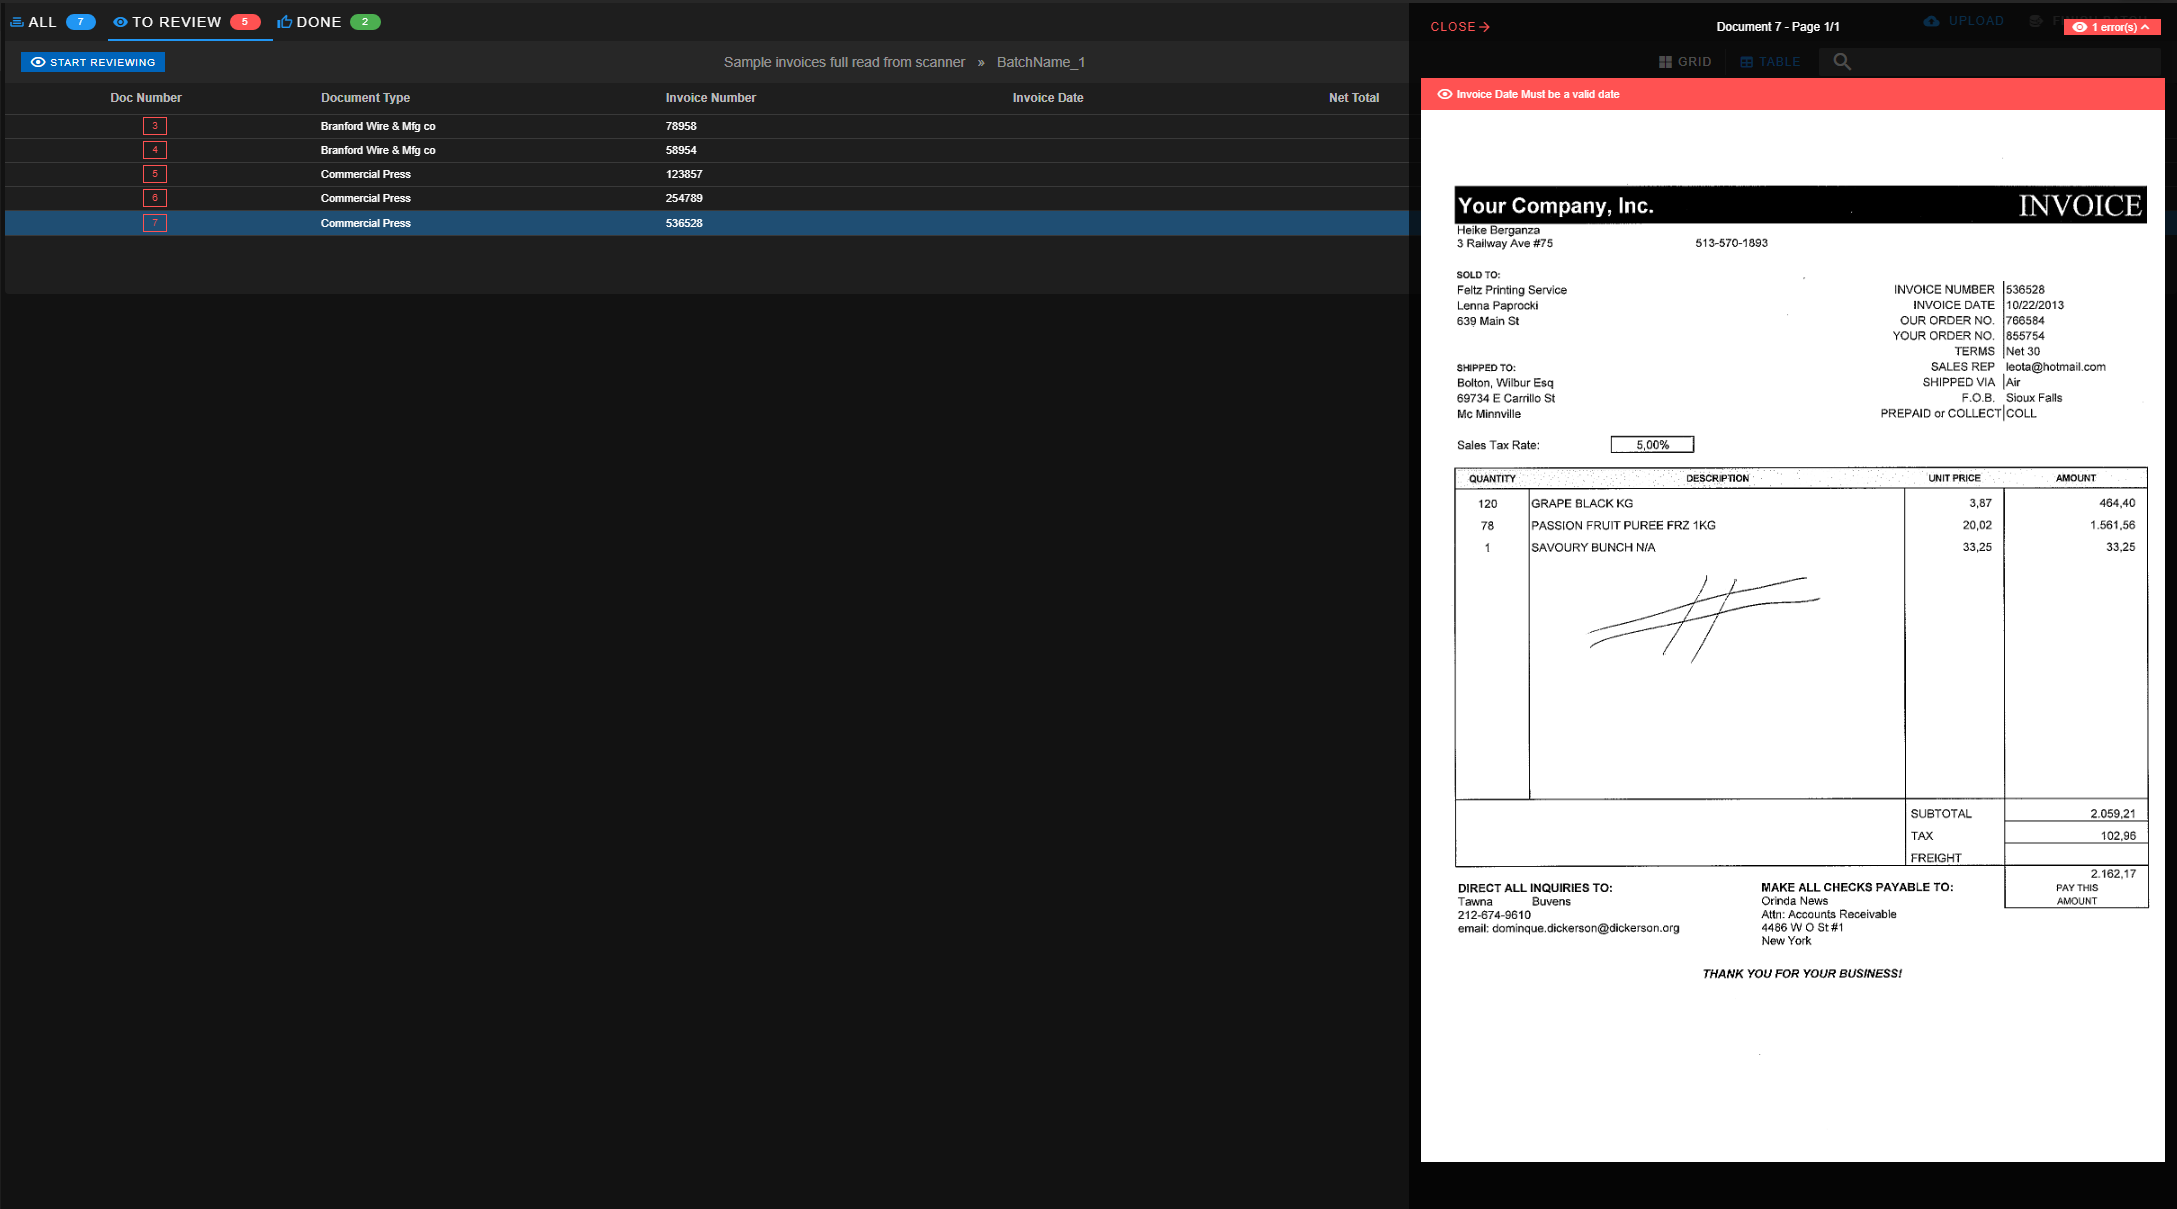 ALL 7 TO REVIEW 5 DONE 2
START REVIEWING
Sample invoices full read from scanner » BatchName_1
Doc Number Document Type Invoice Number Invoice Date Net Total
3 Branford Wire & Mfg co 78958
4 Branford Wire & Mfg co 58954
5 Commercial Press 123857
6 Commercial Press 254789
7 Commercial Press 536528
CLOSE Document 7 - Page 1/1 UPLOAD 1 error(s)
GRID TABLE
Invoice Date Must be a valid date
Your Company, Inc. INVOICE
Heike Berganza
3 Railway Ave #75 513-570-1893
SOLD TO:
Feltz Printing Service
Lenna Paprocki
639 Main St
INVOICE NUMBER 536528
INVOICE DATE 10/22/2013
OUR ORDER NO. 766584
YOUR ORDER NO. 855754
TERMS Net 30
SALES REP leota@hotmail.com
SHIPPED VIA Air
F.O.B. Sioux Falls
PREPAID or COLLECT COLL
SHIPPED TO:
Bolton, Wilbur Esq
69734 E Carrillo St
Mc Minnville
Sales Tax Rate: 5,00%
QUANTITY DESCRIPTION UNIT PRICE AMOUNT
120 GRAPE BLACK KG 3,87 464,40
78 PASSION FRUIT PUREE FRZ 1KG 20,02 1.561,56
1 SAVOURY BUNCH N/A 33,25 33,25
SUBTOTAL 2.059,21
TAX 102,96
FREIGHT
2.162,17
PAY THIS
AMOUNT
DIRECT ALL INQUIRIES TO:
Tawna Buvens
212-674-9610
email: dominque.dickerson@dickerson.org
MAKE ALL CHECKS PAYABLE TO:
Orinda News
Attn: Accounts Receivable
4486 W O St #1
New York
THANK YOU FOR YOUR BUSINESS!